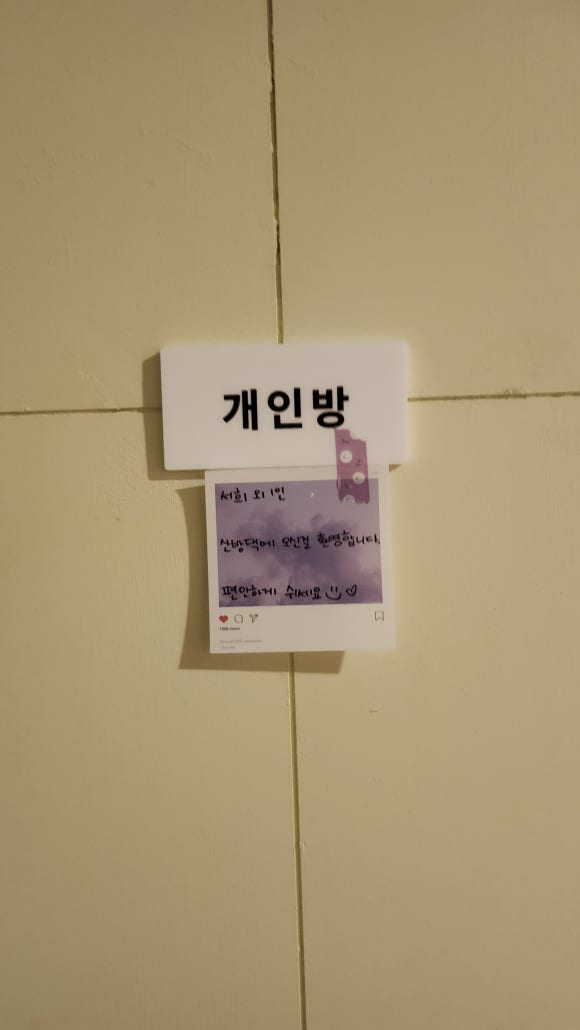 개인방
서희 외 1인
산방댁에 오신걸 환영합니다.
편안하게 쉬세요